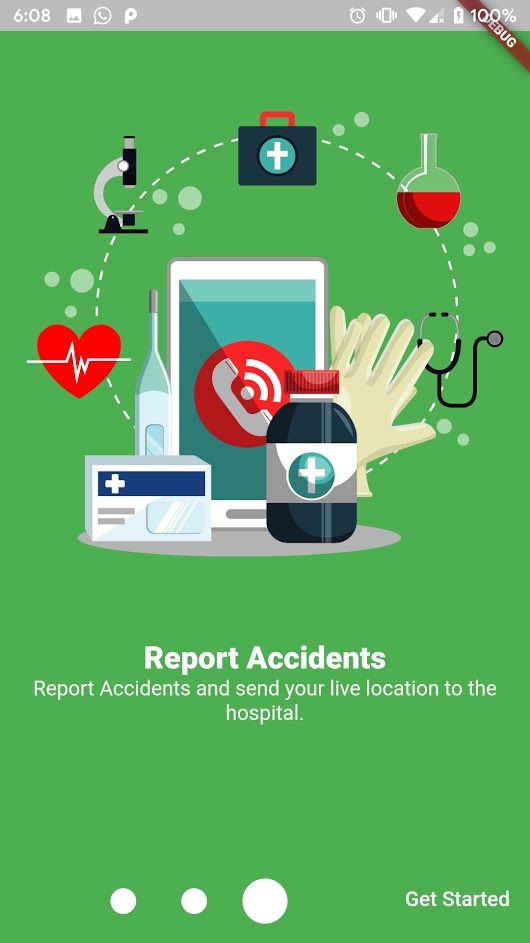 6:08
100%
DEBUG
Report Accidents
Report Accidents and send your live location to the
hospital.
Get Started